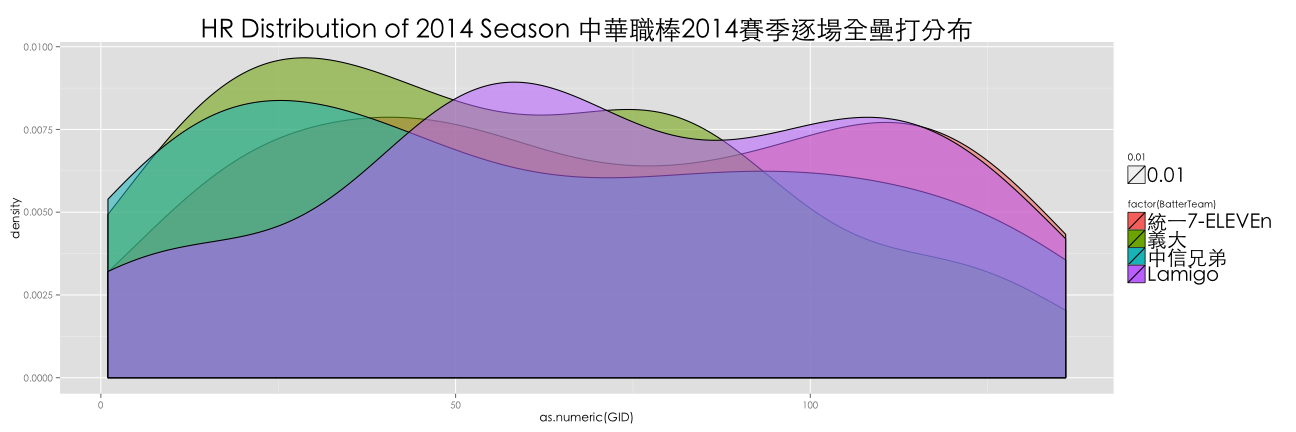 HR Distribution of 2014 Season 中華職棒2014賽季逐場全壘打分布
0.0100
0.0075
0.0050
0.0025
0.0000
density
0
50
100
as.numeric(GID)
0.01
0.01
factor(BatterTeam)
統一7-ELEVEn
義大
中信兄弟
Lamigo